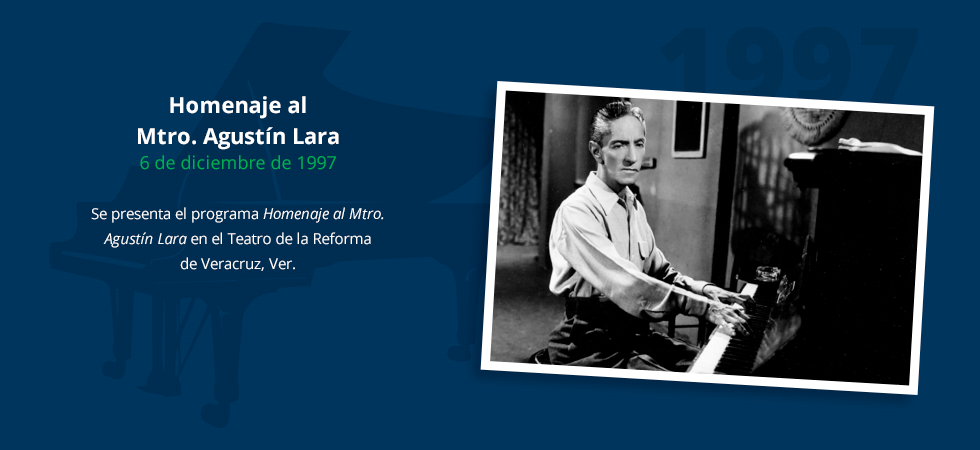 1997
Homenaje al
Mtro. Agustín Lara
6 de diciembre de 1997
Se presenta el programa Homenaje al Mtro.
Agustín Lara en el Teatro de la Reforma
de Veracruz, Ver.